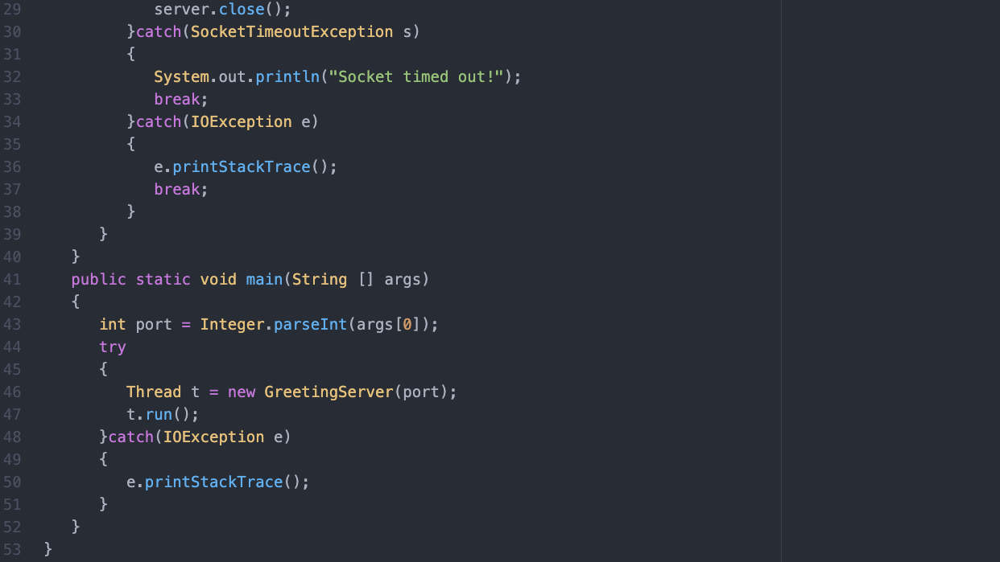 29 server.close();
30 }catch(SocketTimeoutException s)
31 {
32 System.out.println("Socket timed out!");
33 break;
34 }catch(IOException e)
35 {
36 e.printStackTrace();
37 break;
38 }
39 }
40 }
41 public static void main(String [] args)
42 {
43 int port = Integer.parseInt(args[0]);
44 try
45 {
46 Thread t = new GreetingServer(port);
47 t.run();
48 }catch(IOException e)
49 {
50 e.printStackTrace();
51 }
52 }
53 }